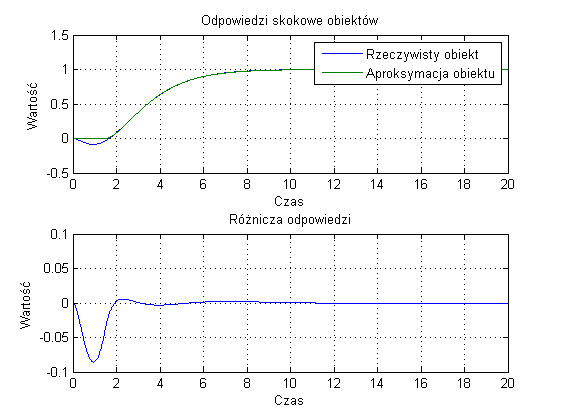 Odpowiedzi skokowe obiektów
1.5
1
0.5
0
-0.5
Wartość
Rzeczywisty obiekt
Aproksymacja obiektu
0 2 4 6 8 10 12 14 16 18 20
Czas
Różnicza odpowiedzi
0.1
0.05
0
-0.05
-0.1
Wartość
0 2 4 6 8 10 12 14 16 18 20
Czas